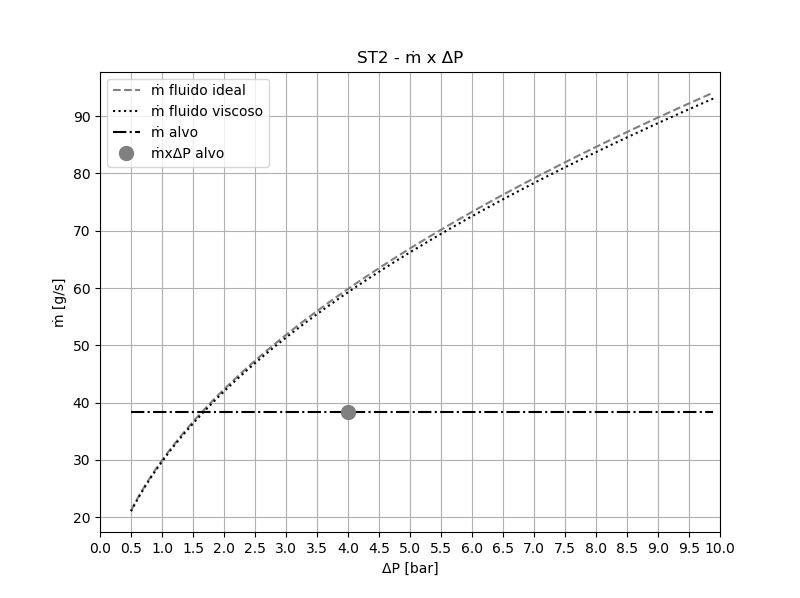 ST2 - ṁ x ΔP
ṁ fluido ideal
ṁ fluido viscoso
ṁ alvo
ṁxΔP alvo
ṁ [g/s]
90
80
70
60
50
40
30
20
0.0 0.5 1.0 1.5 2.0 2.5 3.0 3.5 4.0 4.5 5.0 5.5 6.0 6.5 7.0 7.5 8.0 8.5 9.0 9.5 10.0
ΔP [bar]